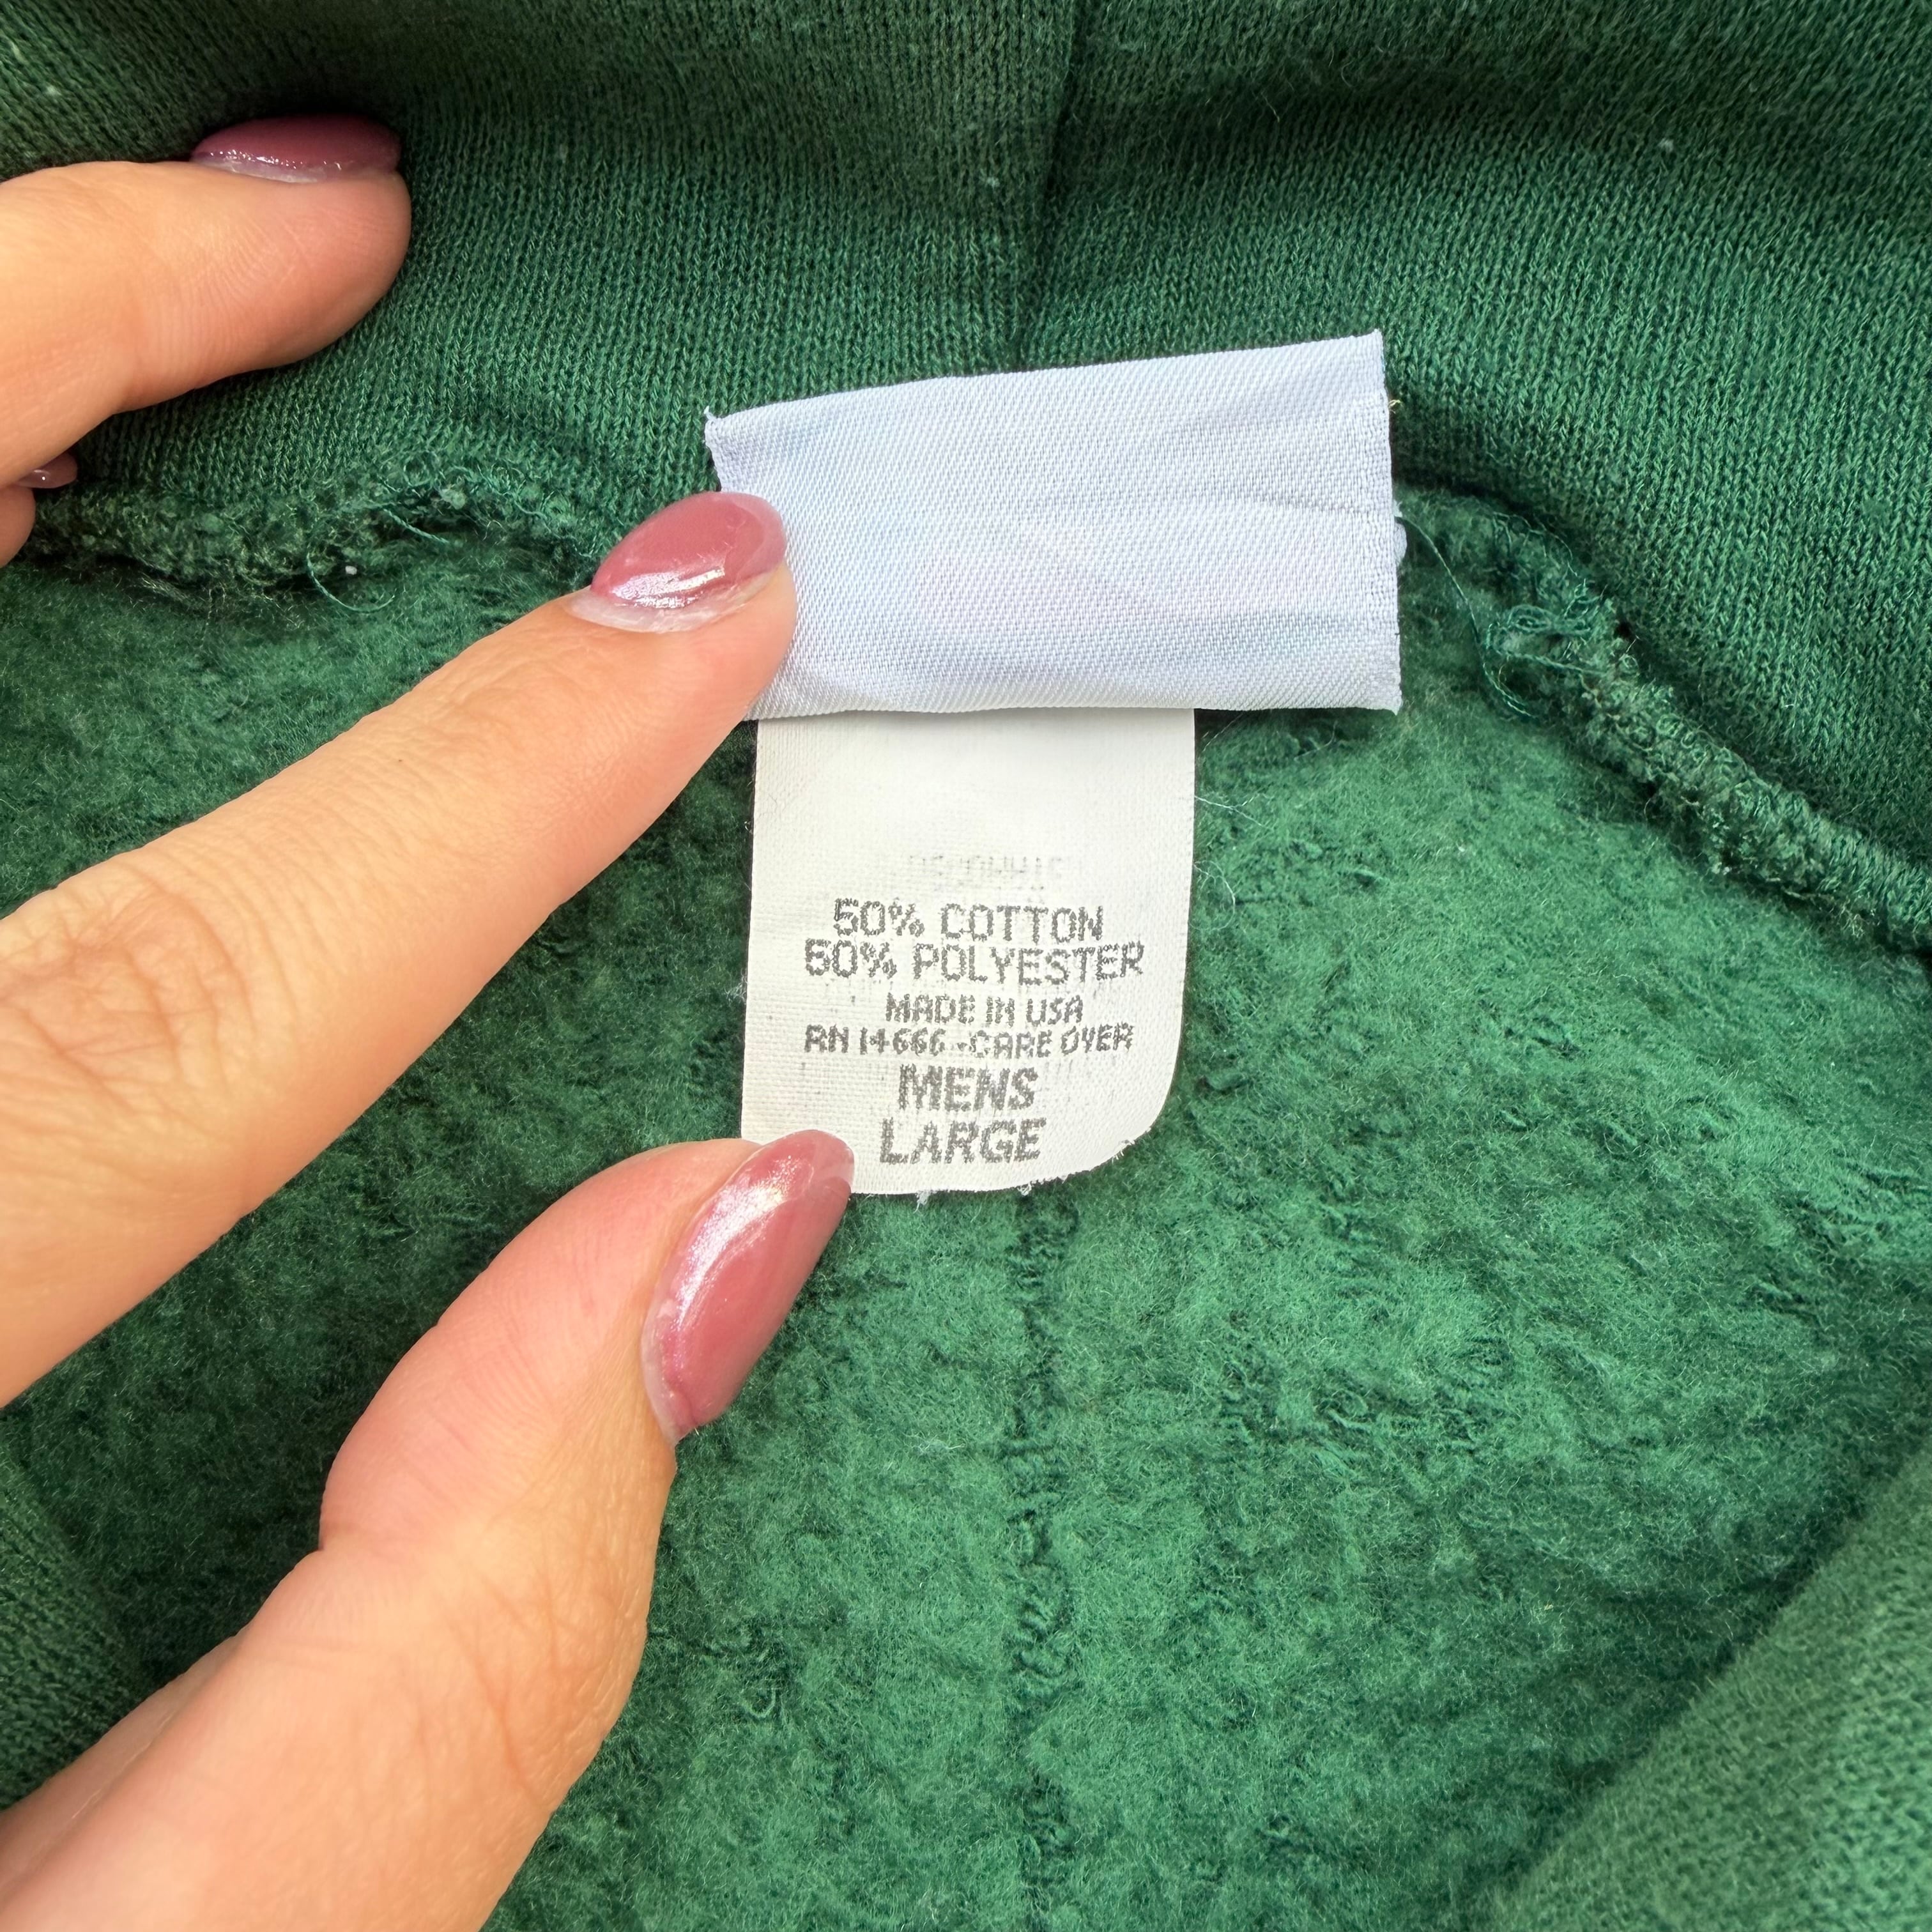 50% COTTON
50% POLYESTER
MADE IN USA
RN 14666 -CARE OVER
MENS
LARGE